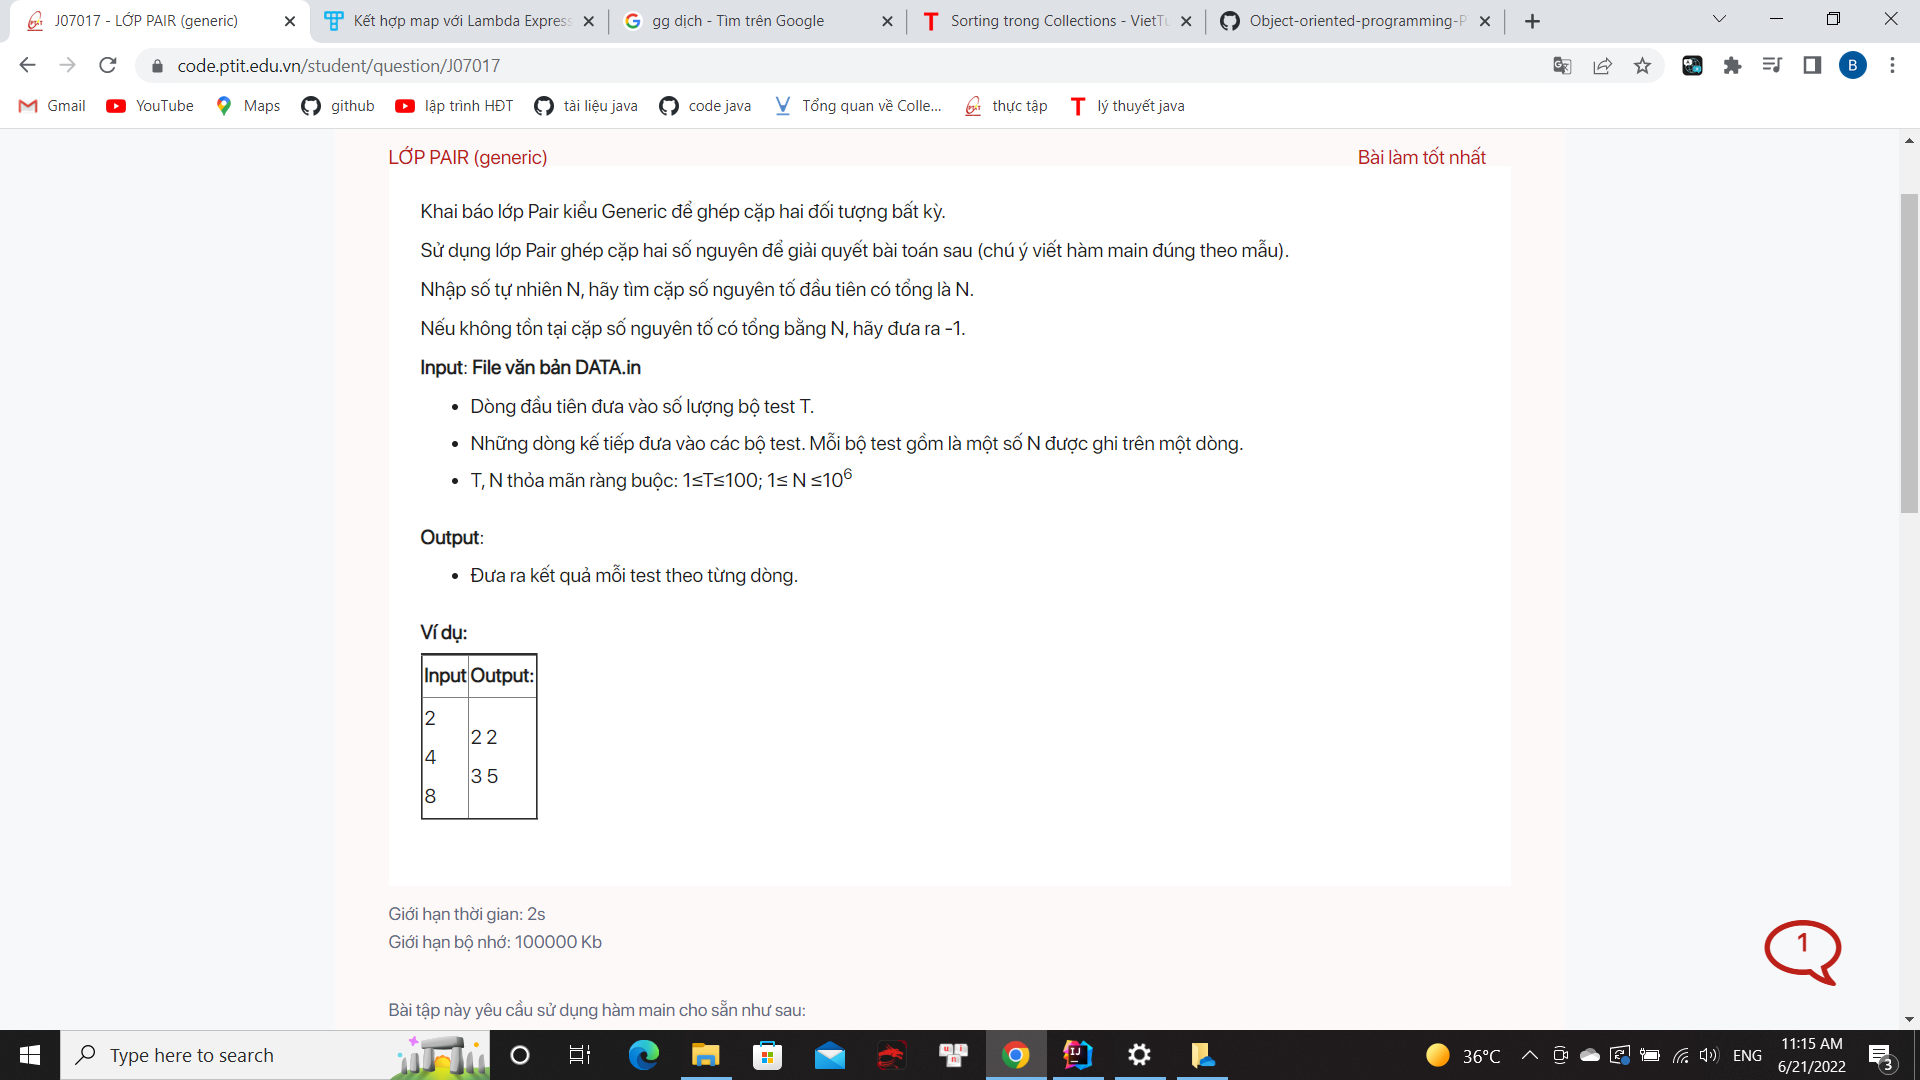 J07017 - LỚP PAIR (generic)
Kết hợp map với Lambda Express
gg dịch - Tìm trên Google
Sorting trong Collections - VietTu
Object-oriented-programming-P
code.ptit.edu.vn/student/question/J07017
B
Gmail
YouTube
Maps
github
lập trình HĐT
tài liệu java
code java
Tổng quan về Colle...
thực tập
lý thuyết java
LỚP PAIR (generic)
Bài làm tốt nhất
Khai báo lớp Pair kiểu Generic để ghép cặp hai đối tượng bất kỳ.
Sử dụng lớp Pair ghép cặp hai số nguyên để giải quyết bài toán sau (chú ý viết hàm main đúng theo mẫu).
Nhập số tự nhiên N, hãy tìm cặp số nguyên tố đầu tiên có tổng là N.
Nếu không tồn tại cặp số nguyên tố có tổng bằng N, hãy đưa ra -1.
Input: File văn bản DATA.in
• Dòng đầu tiên đưa vào số lượng bộ test T.
• Những dòng kế tiếp đưa vào các bộ test. Mỗi bộ test gồm là một số N được ghi trên một dòng.
• T, N thỏa mãn ràng buộc: 1≤T≤100; 1≤ N ≤10⁶
Output:
• Đưa ra kết quả mỗi test theo từng dòng.
Ví dụ:
Input Output:
2
4
8
2 2
3 5
Giới hạn thời gian: 2s
Giới hạn bộ nhớ: 100000 Kb
1
Bài tập này yêu cầu sử dụng hàm main cho sẵn như sau:
Type here to search
36°C
ENG
11:15 AM
6/21/2022
3